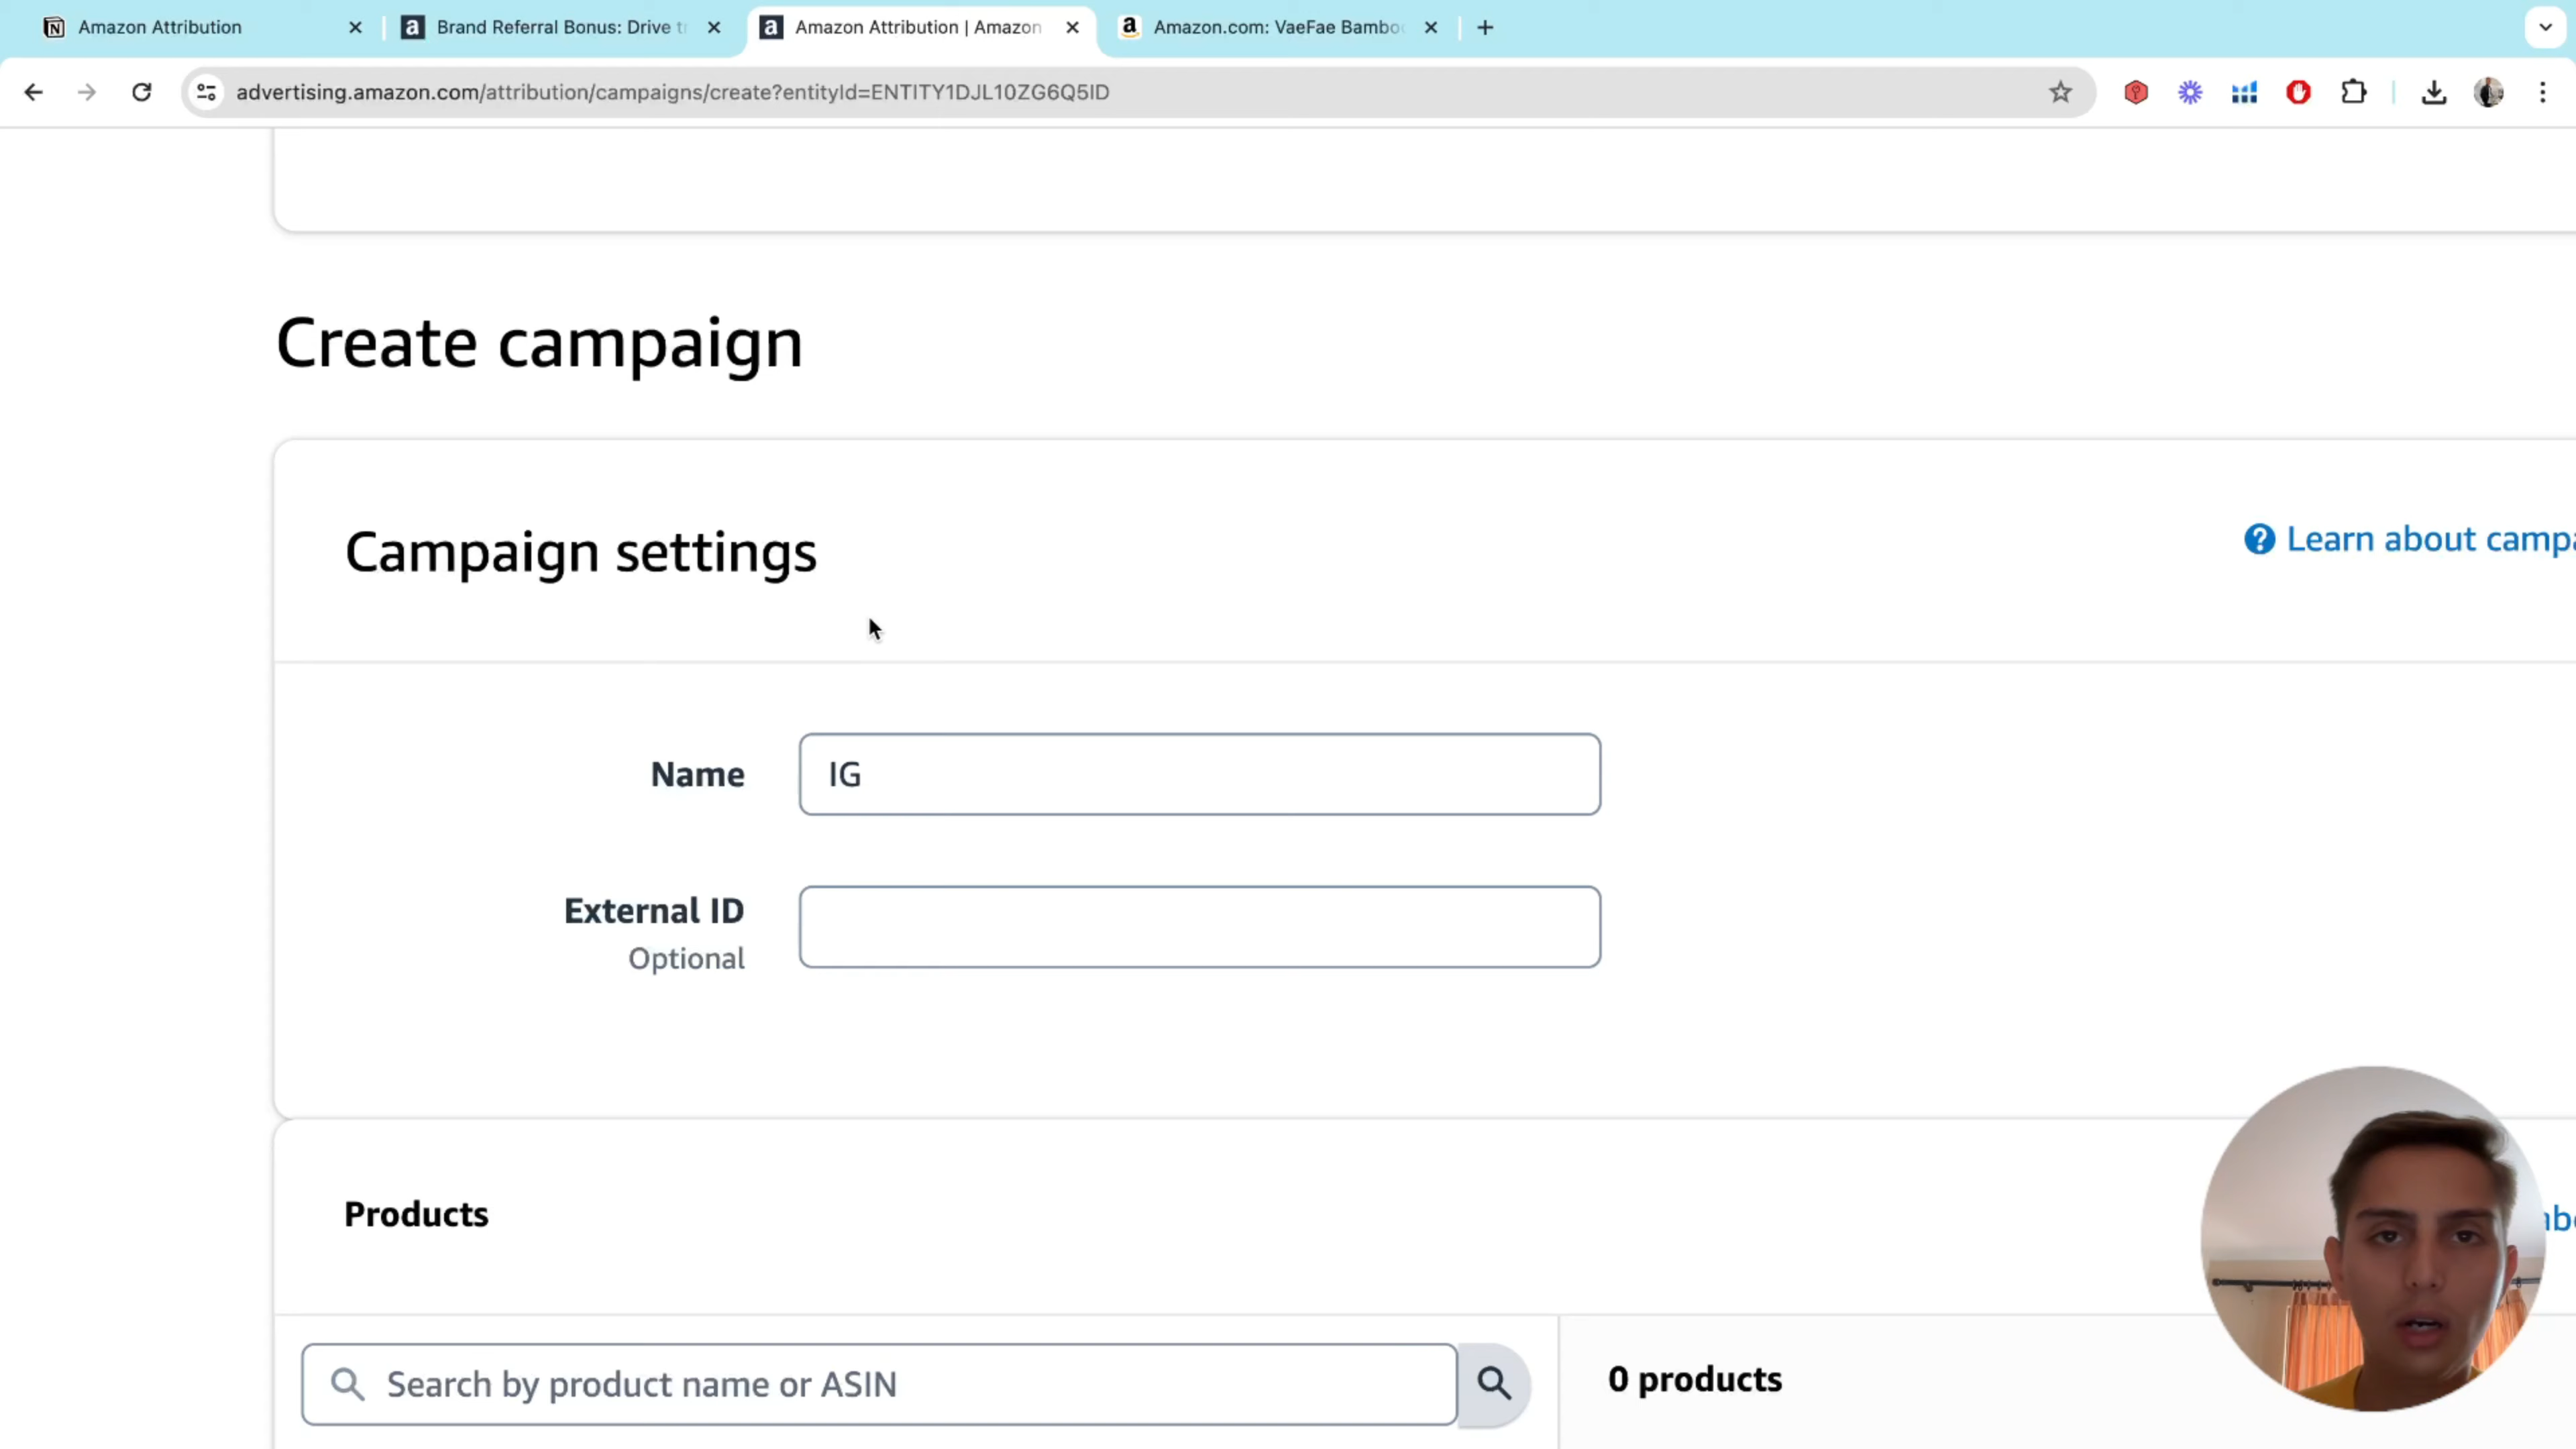 Amazon Attribution
Brand Referral Bonus: Drive tr
Amazon Attribution | Amazon
Amazon.com: VaeFae Bamboo
advertising.amazon.com/attribution/campaigns/create?entityId=ENTITY1DJL10ZG6Q5ID
Create campaign
Campaign settings
Learn about campa
Name
IG
External ID
Optional
Products
Search by product name or ASIN
0 products